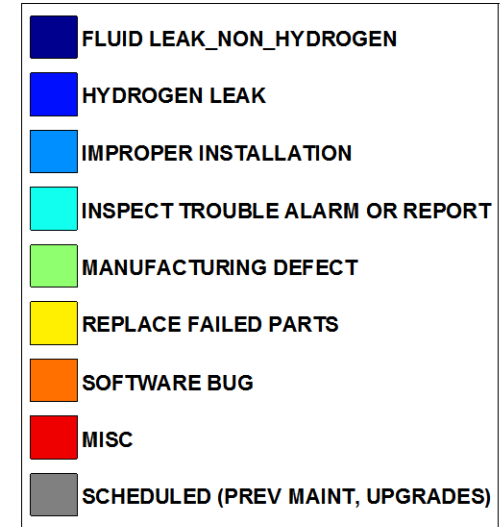 FLUID LEAK_NON_HYDROGEN
HYDROGEN LEAK
IMPROPER INSTALLATION
INSPECT TROUBLE ALARM OR REPORT
MANUFACTURING DEFECT
REPLACE FAILED PARTS
SOFTWARE BUG
MISC
SCHEDULED (PREV MAINT, UPGRADES)